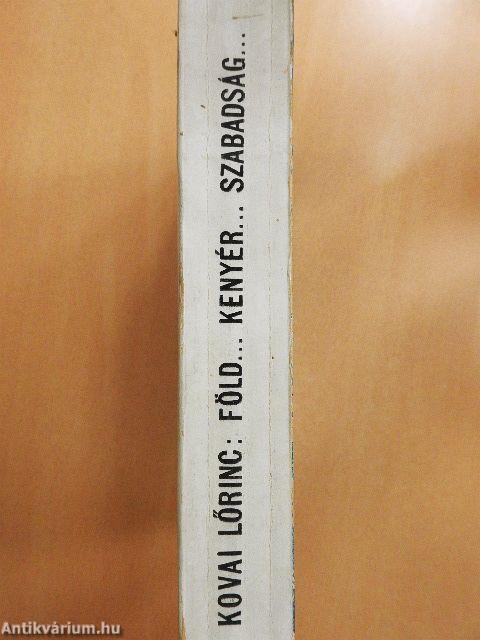 KOVAI LŐRINC: FÖLD... KENYÉR... SZABADSÁG...
Antikvárium.hu